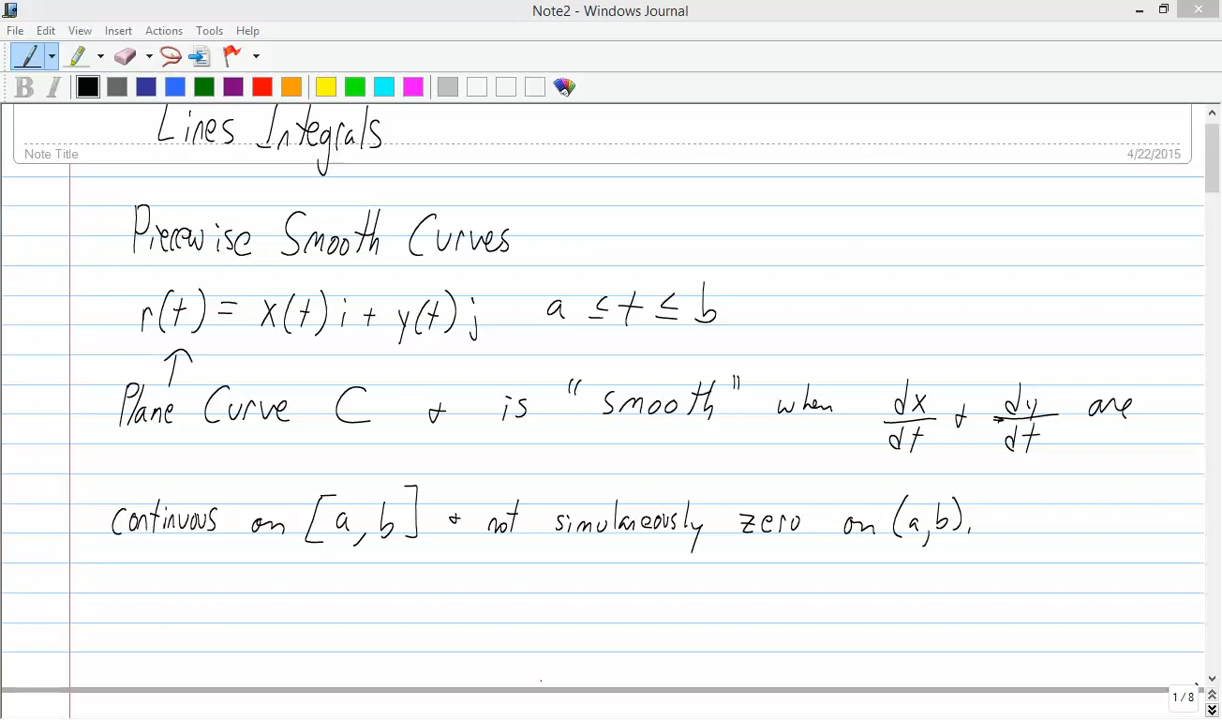 Note2 - Windows Journal
File Edit View Insert Actions Tools Help
B I
Lines Integrals
Note Title 4/22/2015
Piecewise Smooth Curves
r(t) = x(t) i + y(t) j a ≤ t ≤ b
↑
Plane Curve C & is "smooth" when dx/dt & dy/dt are
continuous on [a, b] & not simulaneously zero on (a,b).
1 / 8